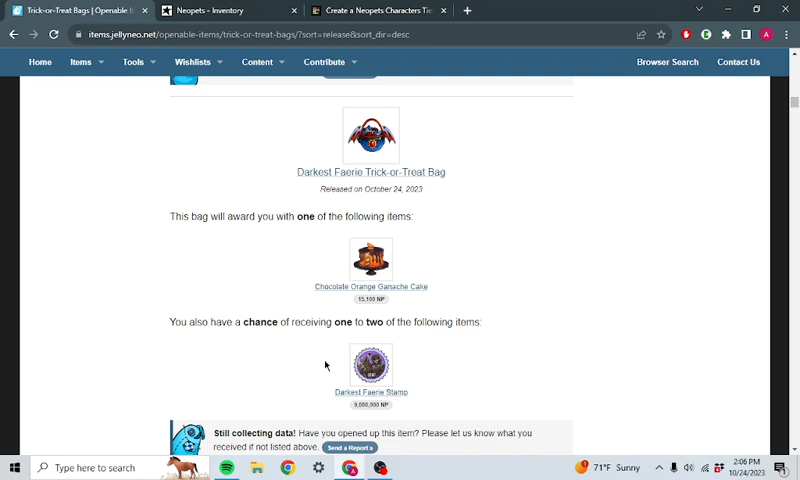 Trick-or-Treat Bags | Openable
Neopets - Inventory
Create a Neopets Characters Tie
items.jellyneo.net/openable-items/trick-or-treat-bags/?sort=release&sort_dir=desc
Home Items Tools Wishlists Content Contribute Browser Search Contact Us
Darkest Faerie Trick-or-Treat Bag
Released on October 24, 2023
This bag will award you with one of the following items:
Chocolate Orange Ganache Cake
15,100 NP
You also have a chance of receiving one to two of the following items:
Darkest Faerie Stamp
9,000,000 NP
Still collecting data! Have you opened up this item? Please let us know what you
received if not listed above. Send a Report »
Type here to search
71°F Sunny
2:06 PM
10/24/2023